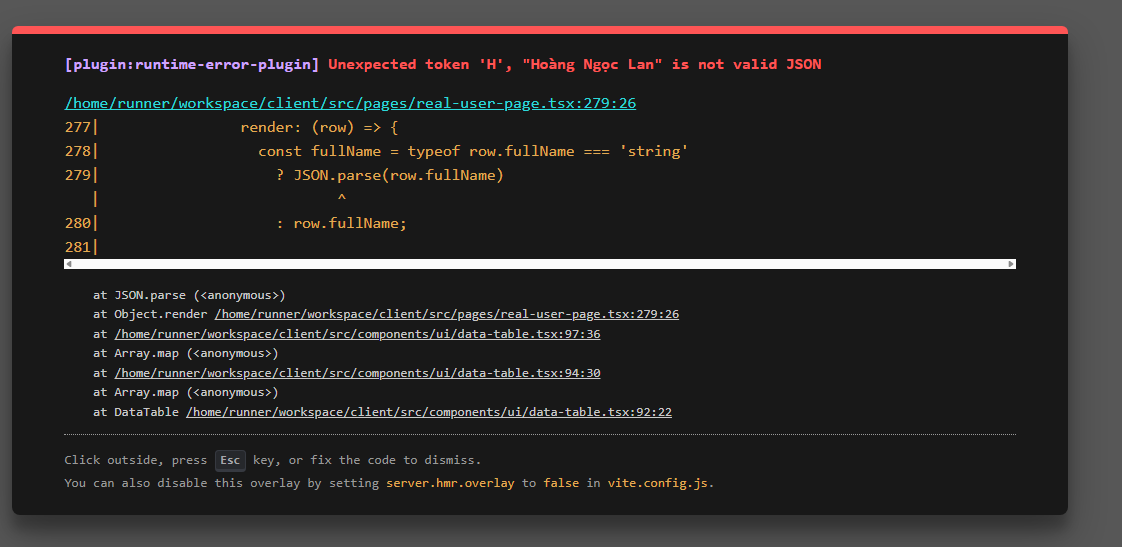 [plugin:runtime-error-plugin] Unexpected token 'H', "Hoàng Ngọc Lan" is not valid JSON
/home/runner/workspace/client/src/pages/real-user-page.tsx:279:26
277|                render: (row) => {
278|                  const fullName = typeof row.fullName === 'string'
279|                    ? JSON.parse(row.fullName)
   |                           ^
280|                    : row.fullName;
281|
at JSON.parse (<anonymous>)
at Object.render /home/runner/workspace/client/src/pages/real-user-page.tsx:279:26
at /home/runner/workspace/client/src/components/ui/data-table.tsx:97:36
at Array.map (<anonymous>)
at /home/runner/workspace/client/src/components/ui/data-table.tsx:94:30
at Array.map (<anonymous>)
at DataTable /home/runner/workspace/client/src/components/ui/data-table.tsx:92:22
Click outside, press Esc key, or fix the code to dismiss.
You can also disable this overlay by setting server.hmr.overlay to false in vite.config.js.